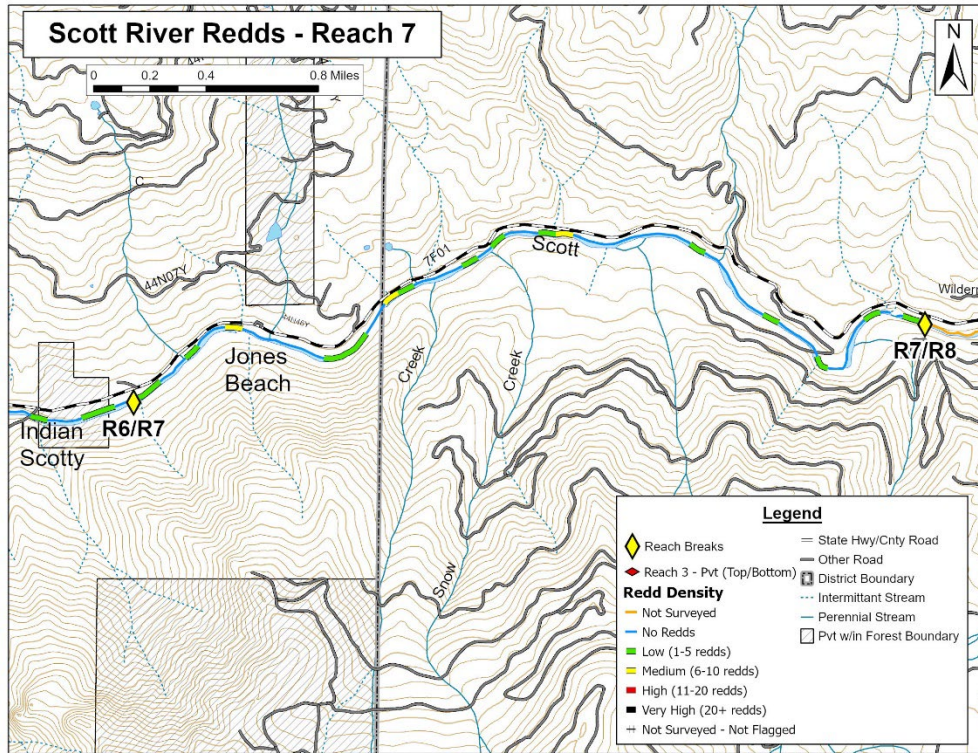 Scott River Redds - Reach 7
0 0.2 0.4 0.8 Miles
N
C
44N07Y
7F01
Scott
Wildern
Jones
Beach
R7/R8
Creek
Creek
Indian
Scotty
R6/R7
Snow
Legend
Reach Breaks
Reach 3 - Pvt (Top/Bottom)
Redd Density
Not Surveyed
No Redds
Low (1-5 redds)
Medium (6-10 redds)
High (11-20 redds)
Very High (20+ redds)
Not Surveyed - Not Flagged
State Hwy/Cnty Road
Other Road
District Boundary
Intermittant Stream
Perennial Stream
Pvt w/in Forest Boundary